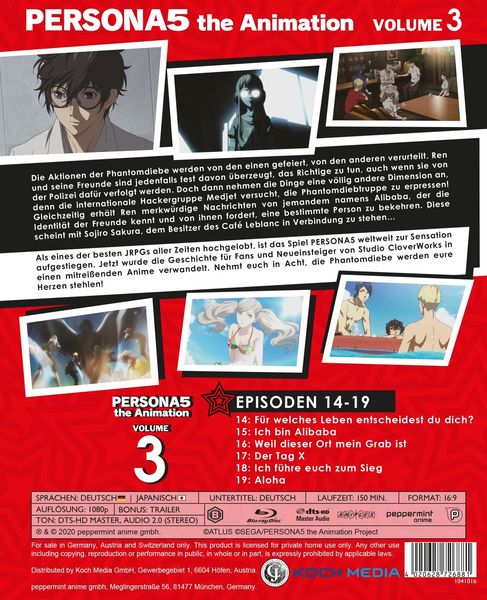 PERSONA5 the Animation VOLUME 3
Die Aktionen der Phantomdiebe werden von den einen gefeiert, von den anderen verurteilt. Ren
und seine Freunde sind jedenfalls fest davon überzeugt, das Richtige zu tun, auch wenn sie von
der Polizei dafür verfolgt werden. Doch dann nehmen die Dinge eine völlig andere Dimension an,
denn die internationale Hackergruppe Medjet versucht, die Phantomdiebtruppe zu erpressen!
Gleichzeitig erhält Ren merkwürdige Nachrichten von jemandem namens Alibaba, der die
Identität der Freunde kennt und von ihnen fordert, eine bestimmte Person zu bekehren. Diese
scheint mit Sojiro Sakura, dem Besitzer des Café Leblanc in Verbindung zu stehen...
Als eines der besten JRPGs aller Zeiten hochgelobt, ist das Spiel PERSONA5 weltweit zur Sensation
aufgestiegen. Jetzt wurde die Geschichte für Fans und Neueinsteiger von Studio CloverWorks in
einen mitreißenden Anime verwandelt. Nehmt euch in Acht, die Phantomdiebe werden eure
Herzen stehlen!
PERSONA5
the Animation
VOLUME
3
EPISODEN 14-19
14: Für welches Leben entscheidest du dich?
15: Ich bin Alibaba
16: Weil dieser Ort mein Grab ist
17: Der Tag X
18: Ich führe euch zum Sieg
19: Aloha
SPRACHEN: DEUTSCH | JAPANISCH UNTERTITEL: DEUTSCH LAUFZEIT: 150 MIN. FORMAT: 16:9
AUFLÖSUNG: 1080p BONUS: TRAILER
TON: DTS-HD MASTER, AUDIO 2.0 (STEREO)
B Blu-ray Disc dts-HD Master Audio ANIPLEX peppermint anime
℗ & © 2020 peppermint anime gmbh. ©ATLUS ©SEGA/PERSONA5 the Animation Project
For sale in Germany, Austria and Switzerland only. This product is licensed for private use only. Any other use
including copying, reproduction or performance in public, in whole or in part, is expressly prohibited by applicable laws.
Distributed by Koch Media GmbH, Gewerbegebiet 1, 6604 Höfen, Austria.
peppermint anime gmbh, Meglingerstraße 56, 81477 München, Germany.
KOCH MEDIA
4 020628 726881
1041016